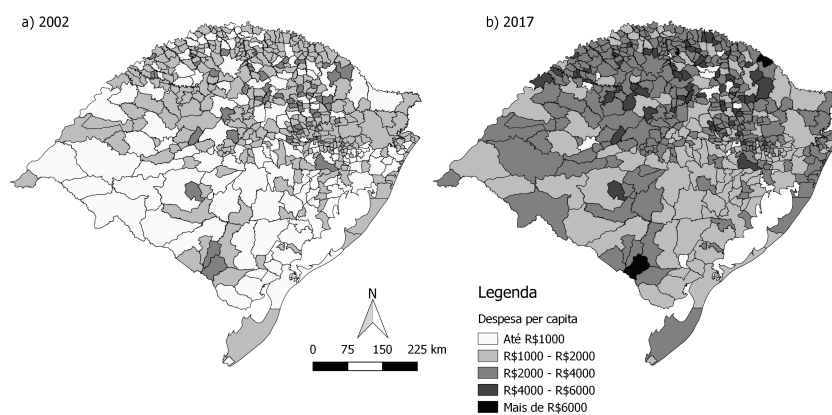 a) 2002
b) 2017
N
0 75 150 225 km
Legenda
Despesa per capita
Até R$1000
R$1000 - R$2000
R$2000 - R$4000
R$4000 - R$6000
Mais de R$6000